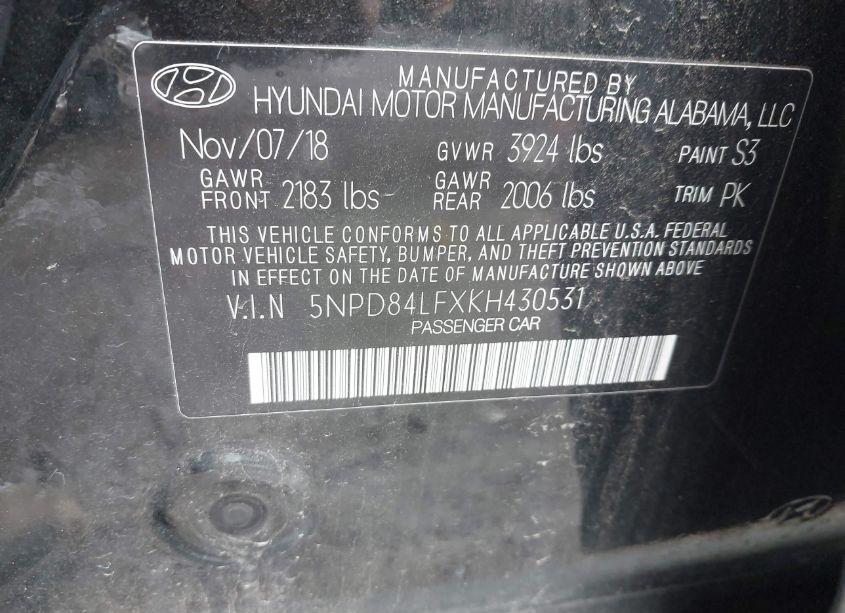 MANUFACTURED BY
HYUNDAI MOTOR MANUFACTURING ALABAMA, LLC
Nov/07/18 GVWR 3924 lbs PAINT S3
GAWR FRONT 2183 lbs GAWR REAR 2006 lbs TRIM PK
THIS VEHICLE CONFORMS TO ALL APPLICABLE U.S.A. FEDERAL
MOTOR VEHICLE SAFETY, BUMPER, AND THEFT PREVENTION STANDARDS
IN EFFECT ON THE DATE OF MANUFACTURE SHOWN ABOVE
V.I.N 5NPD84LFXKH430531
PASSENGER CAR